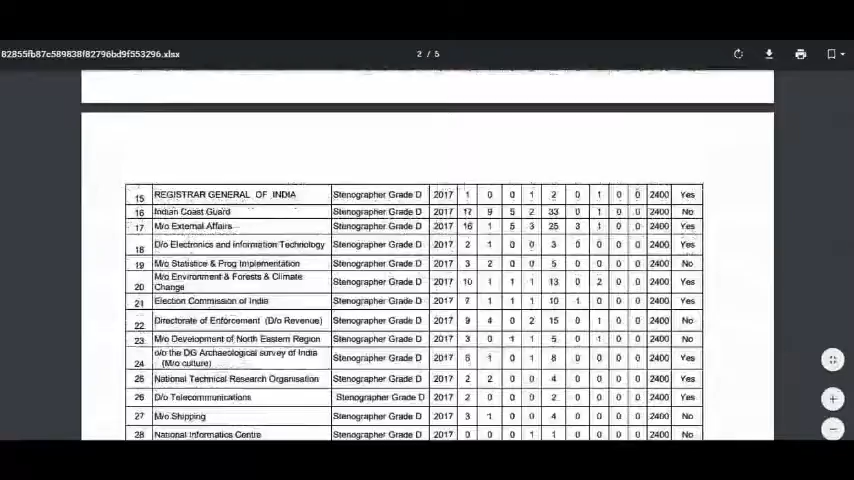 82855fb87c589838f82796bd9f553296.xlsx 2 / 5
15 REGISTRAR GENERAL OF INDIA Stenographer Grade D 2017 1 0 0 1 2 0 1 0 0 2400 Yes
16 Indian Coast Guard Stenographer Grade D 2017 17 9 5 2 33 0 1 0 0 2400 No
17 M/o External Affairs Stenographer Grade D 2017 16 1 5 3 25 3 1 0 0 2400 Yes
18 D/o Electronics and Information Technology Stenographer Grade D 2017 2 1 0 0 3 0 0 0 0 2400 Yes
19 M/o Statistics & Prog Implementation Stenographer Grade D 2017 3 2 0 0 5 0 0 0 0 2400 No
20 M/o Environment & Forests & Climate Change Stenographer Grade D 2017 10 1 1 1 13 0 2 0 0 2400 Yes
21 Election Commission of India Stenographer Grade D 2017 7 1 1 1 10 1 0 0 0 2400 Yes
22 Directorate of Enforcement (D/o Revenue) Stenographer Grade D 2017 9 4 0 2 15 0 1 0 0 2400 No
23 M/o Development of North Eastern Region Stenographer Grade D 2017 3 0 1 1 5 0 1 0 0 2400 No
24 o/o the DG Archaeological survey of India (M/o culture) Stenographer Grade D 2017 6 1 0 1 8 0 0 0 0 2400 Yes
25 National Technical Research Organisation Stenographer Grade D 2017 2 2 0 0 4 0 0 0 0 2400 Yes
26 D/o Telecommunications Stenographer Grade D 2017 2 0 0 0 2 0 0 0 0 2400 Yes
27 M/o Shipping Stenographer Grade D 2017 3 1 0 0 4 0 0 0 0 2400 No
28 National Informatics Centre Stenographer Grade D 2017 0 0 0 1 1 0 0 0 0 2400 No